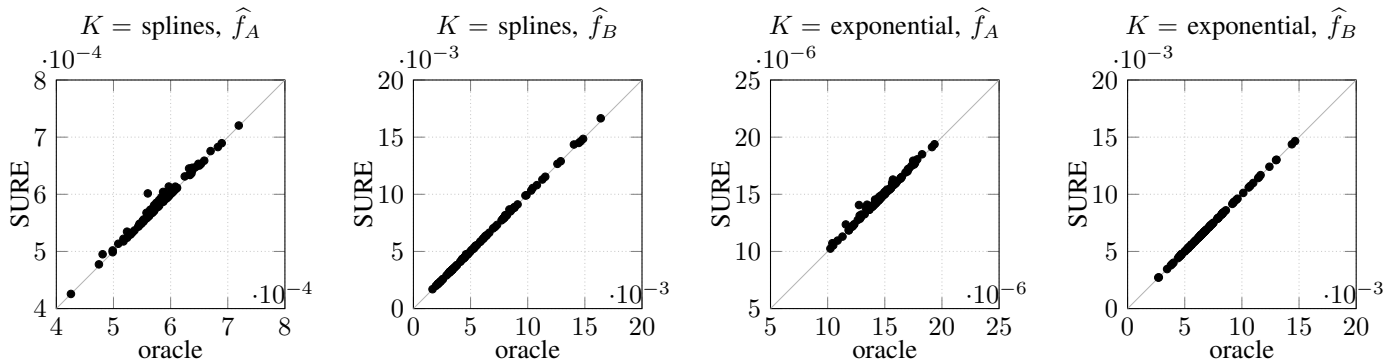 K = splines, f̂_A
·10⁻⁴
8
7
6
5
4
SURE
4 5 6 7 8
·10⁻⁴
oracle
K = splines, f̂_B
·10⁻³
20
15
10
5
0
SURE
0 5 10 15 20
·10⁻³
oracle
K = exponential, f̂_A
·10⁻⁶
25
20
15
10
5
SURE
5 10 15 20 25
·10⁻⁶
oracle
K = exponential, f̂_B
·10⁻³
20
15
10
5
0
SURE
0 5 10 15 20
·10⁻³
oracle